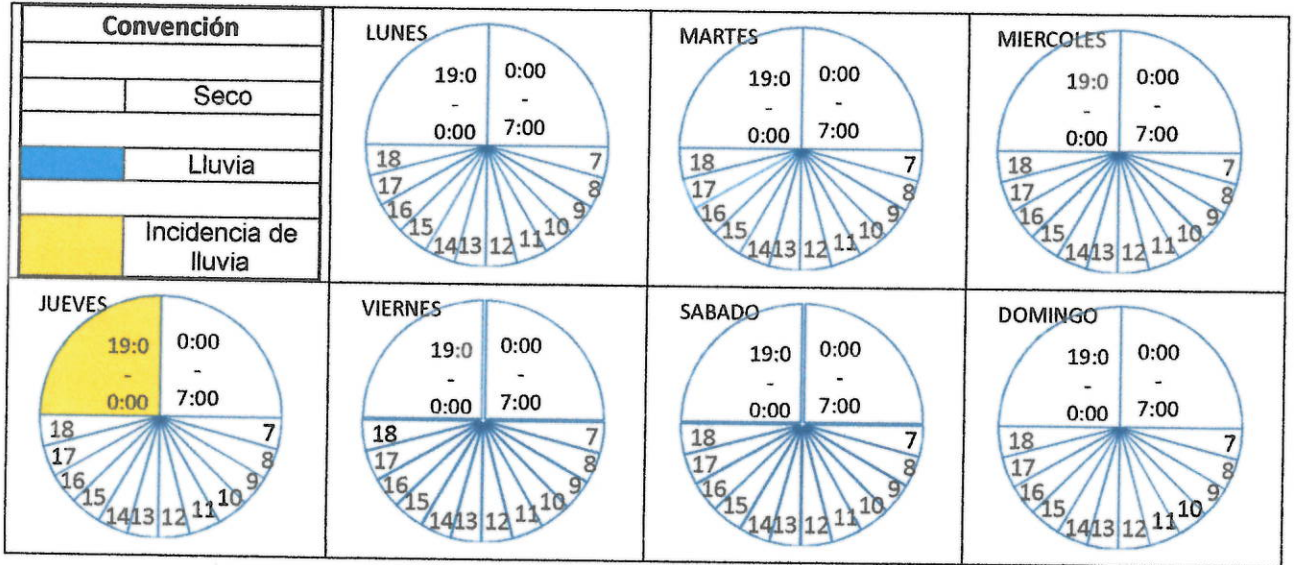 Convención
Seco
Lluvia
Incidencia de
lluvia
LUNES
19:0 0:00
- -
0:00 7:00
18 7
17 8
16 9
15 10
14 13 12 11
MARTES
19:0 0:00
- -
0:00 7:00
18 7
17 8
16 9
15 10
14 13 12 11
MIERCOLES
19:0 0:00
- -
0:00 7:00
18 7
17 8
16 9
15 10
14 13 12 11
JUEVES
19:0 0:00
- -
0:00 7:00
18 7
17 8
16 9
15 10
14 13 12 11
VIERNES
19:0 0:00
- -
0:00 7:00
18 7
17 8
16 9
15 10
14 13 12 11
SABADO
19:0 0:00
- -
0:00 7:00
18 7
17 8
16 9
15 10
14 13 12 11
DOMINGO
19:0 0:00
- -
0:00 7:00
18 7
17 8
16 9
15 10
14 13 12 11